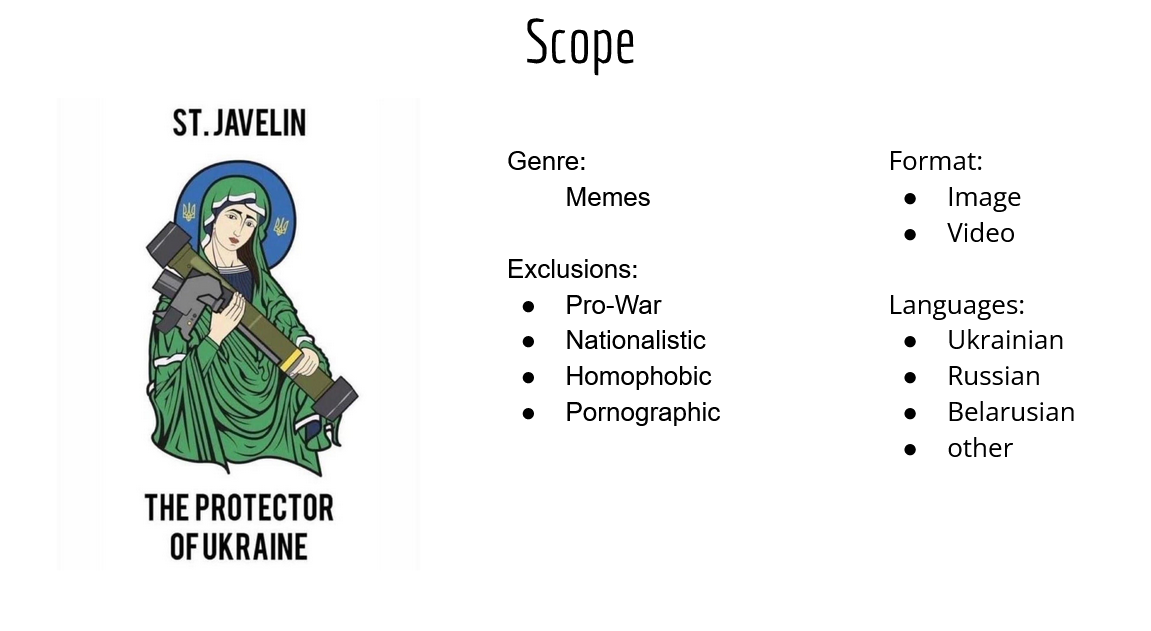 Scope
ST. JAVELIN
THE PROTECTOR
OF UKRAINE
Genre:
Memes
Exclusions:
● Pro-War
● Nationalistic
● Homophobic
● Pornographic
Format:
● Image
● Video
Languages:
● Ukrainian
● Russian
● Belarusian
● other